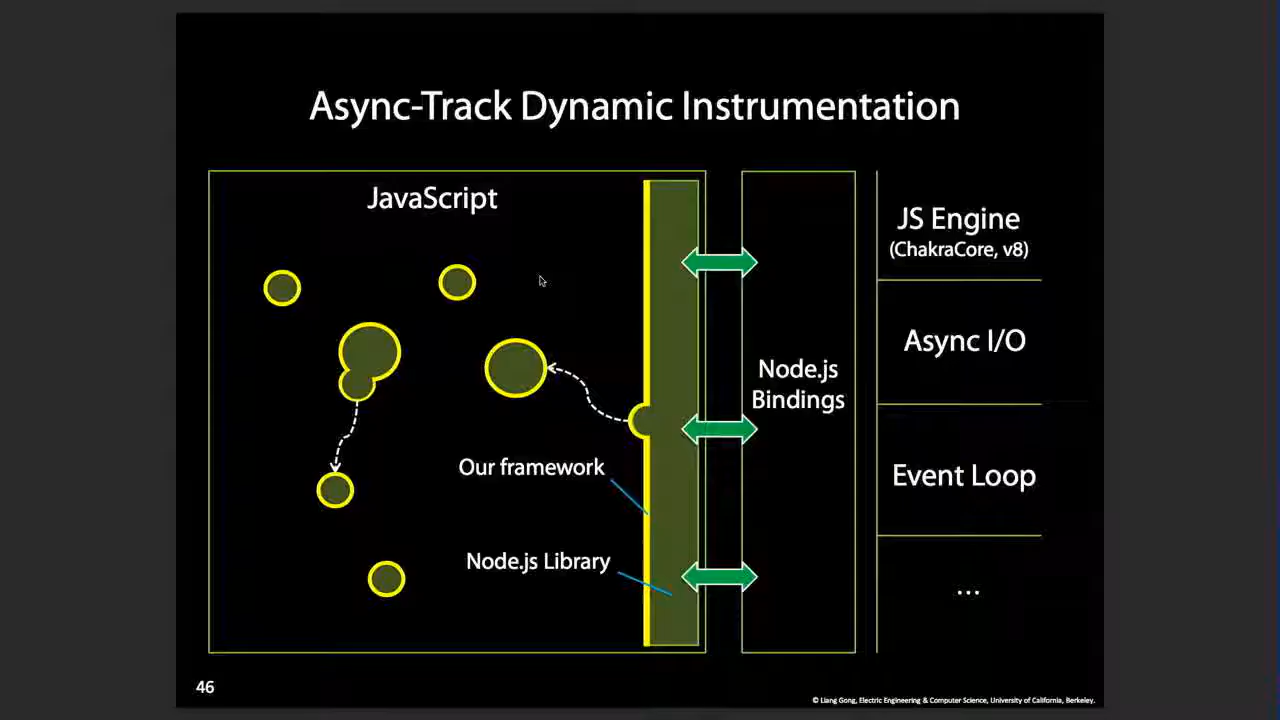 Async-Track Dynamic Instrumentation
JavaScript
JS Engine
(ChakraCore, v8)
Async I/O
Node.js
Bindings
Our framework
Event Loop
Node.js Library
...
46
© Liang Gong, Electric Engineering & Computer Science, University of California, Berkeley.